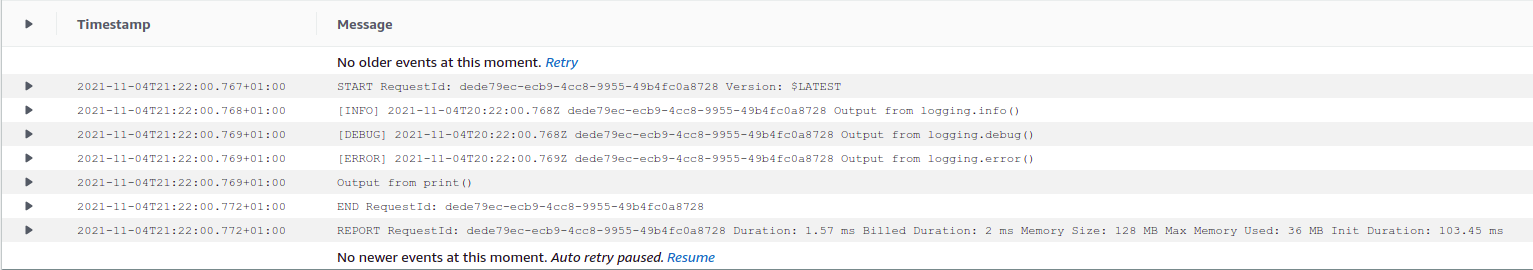 Timestamp Message
No older events at this moment. Retry
2021-11-04T21:22:00.767+01:00 START RequestId: dede79ec-ecb9-4cc8-9955-49b4fc0a8728 Version: $LATEST
2021-11-04T21:22:00.768+01:00 [INFO] 2021-11-04T20:22:00.768Z dede79ec-ecb9-4cc8-9955-49b4fc0a8728 Output from logging.info()
2021-11-04T21:22:00.769+01:00 [DEBUG] 2021-11-04T20:22:00.768Z dede79ec-ecb9-4cc8-9955-49b4fc0a8728 Output from logging.debug()
2021-11-04T21:22:00.769+01:00 [ERROR] 2021-11-04T20:22:00.769Z dede79ec-ecb9-4cc8-9955-49b4fc0a8728 Output from logging.error()
2021-11-04T21:22:00.769+01:00 Output from print()
2021-11-04T21:22:00.772+01:00 END RequestId: dede79ec-ecb9-4cc8-9955-49b4fc0a8728
2021-11-04T21:22:00.772+01:00 REPORT RequestId: dede79ec-ecb9-4cc8-9955-49b4fc0a8728 Duration: 1.57 ms Billed Duration: 2 ms Memory Size: 128 MB Max Memory Used: 36 MB Init Duration: 103.45 ms
No newer events at this moment. Auto retry paused. Resume